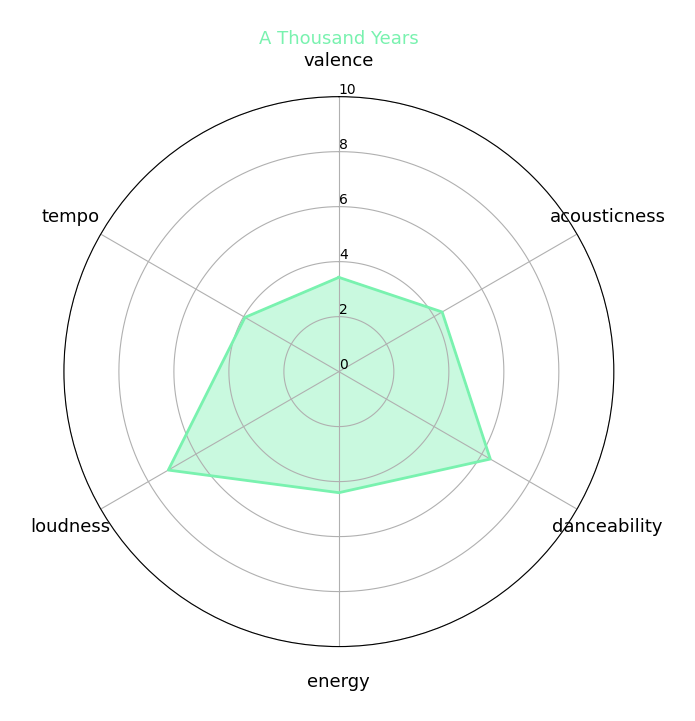 A Thousand Years
valence
10
8
tempo
6
acousticness
4
2
0
loudness
danceability
energy